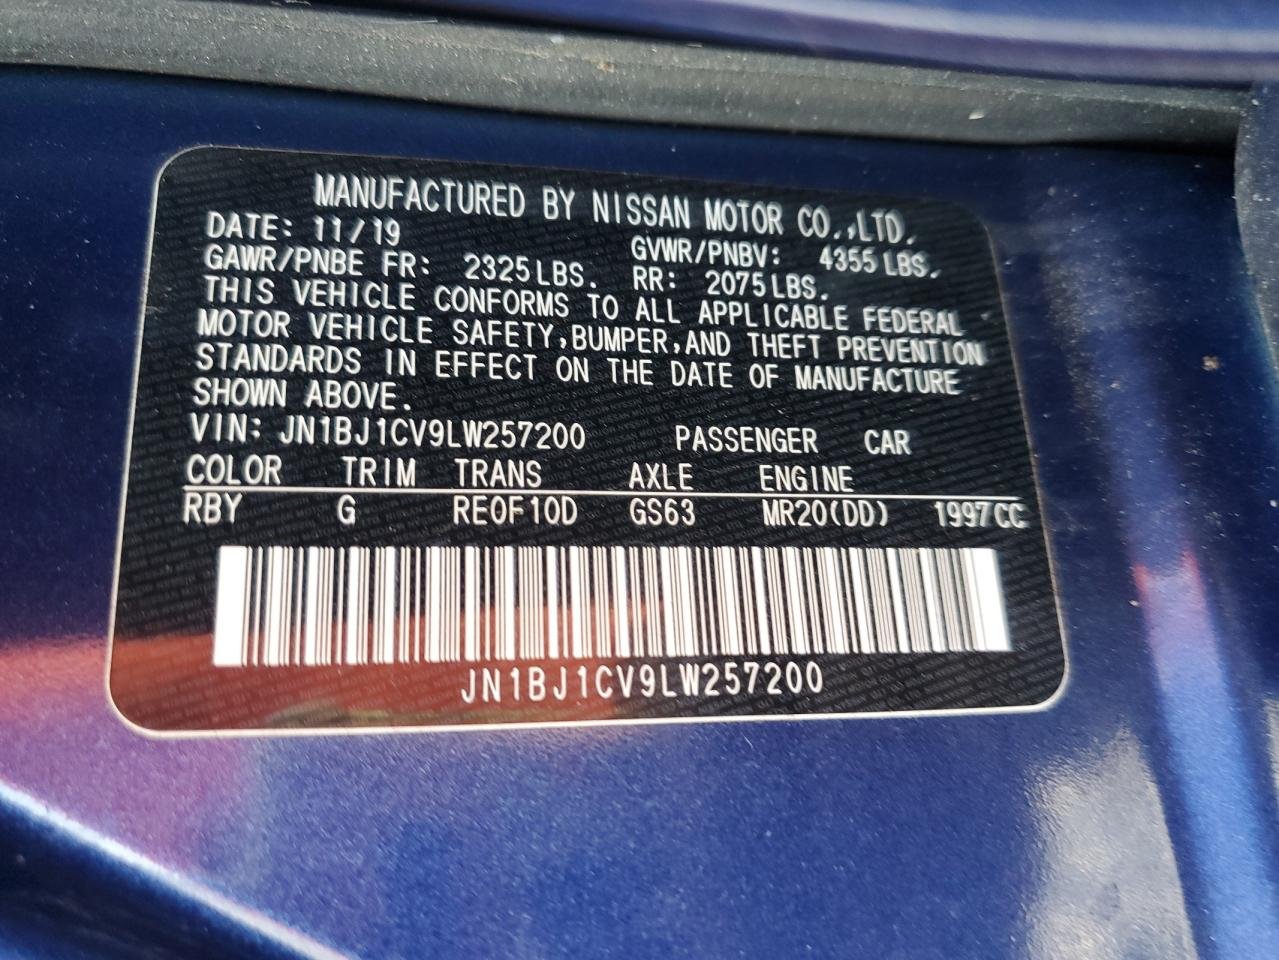 MANUFACTURED BY NISSAN MOTOR CO.,LTD.
DATE: 11/19 GVWR/PNBV: 4355 LBS.
GAWR/PNBE FR: 2325 LBS. RR: 2075 LBS.
THIS VEHICLE CONFORMS TO ALL APPLICABLE FEDERAL
MOTOR VEHICLE SAFETY,BUMPER,AND THEFT PREVENTION
STANDARDS IN EFFECT ON THE DATE OF MANUFACTURE
SHOWN ABOVE.
VIN: JN1BJ1CV9LW257200 PASSENGER CAR
COLOR TRIM TRANS AXLE ENGINE
RBY G RE0F10D GS63 MR20(DD) 1997CC
JN1BJ1CV9LW257200